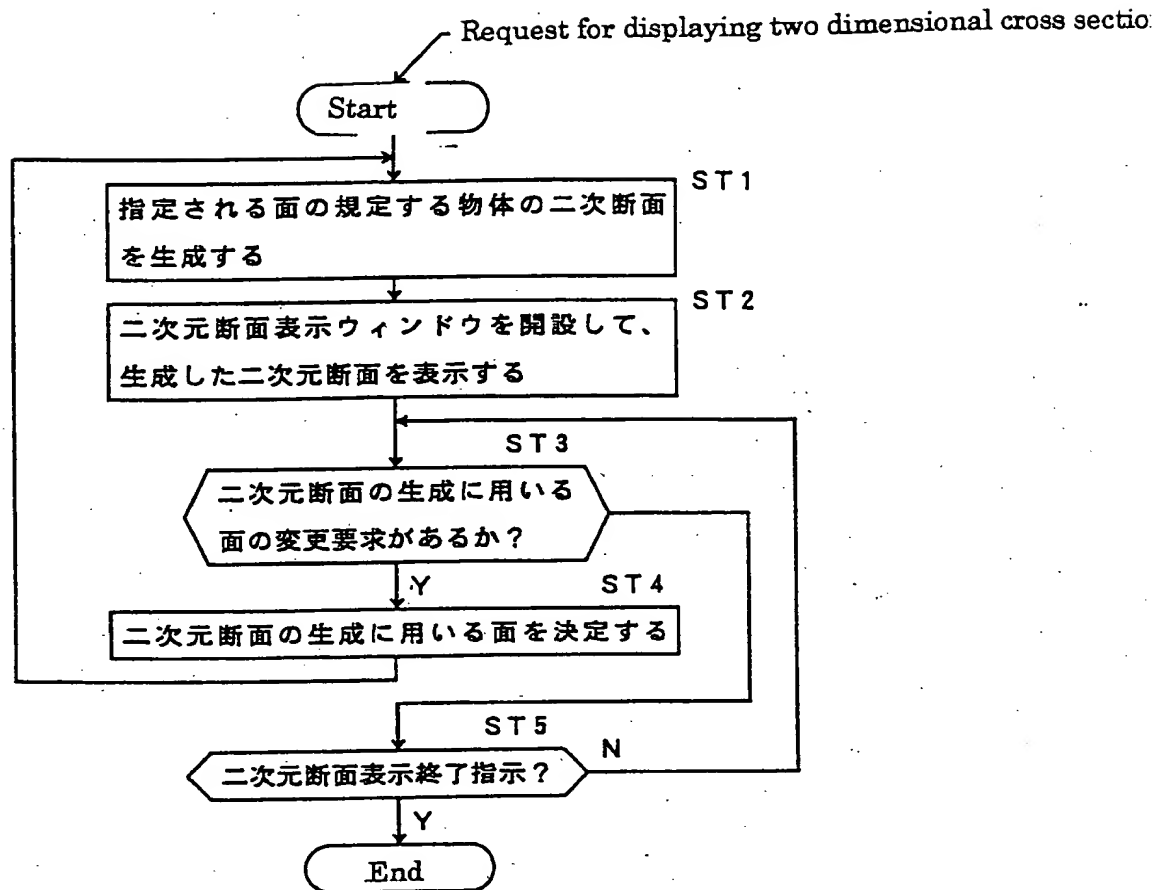 Request for displaying two dimensional cross sectio
Start
ST1
指定される面の規定する物体の二次断面
を生成する
ST2
二次元断面表示ウィンドウを開設して、
生成した二次元断面を表示する
ST3
二次元断面の生成に用いる
面の変更要求があるか？
Y
ST4
二次元断面の生成に用いる面を決定する
ST5
N
二次元断面表示終了指示？
Y
End